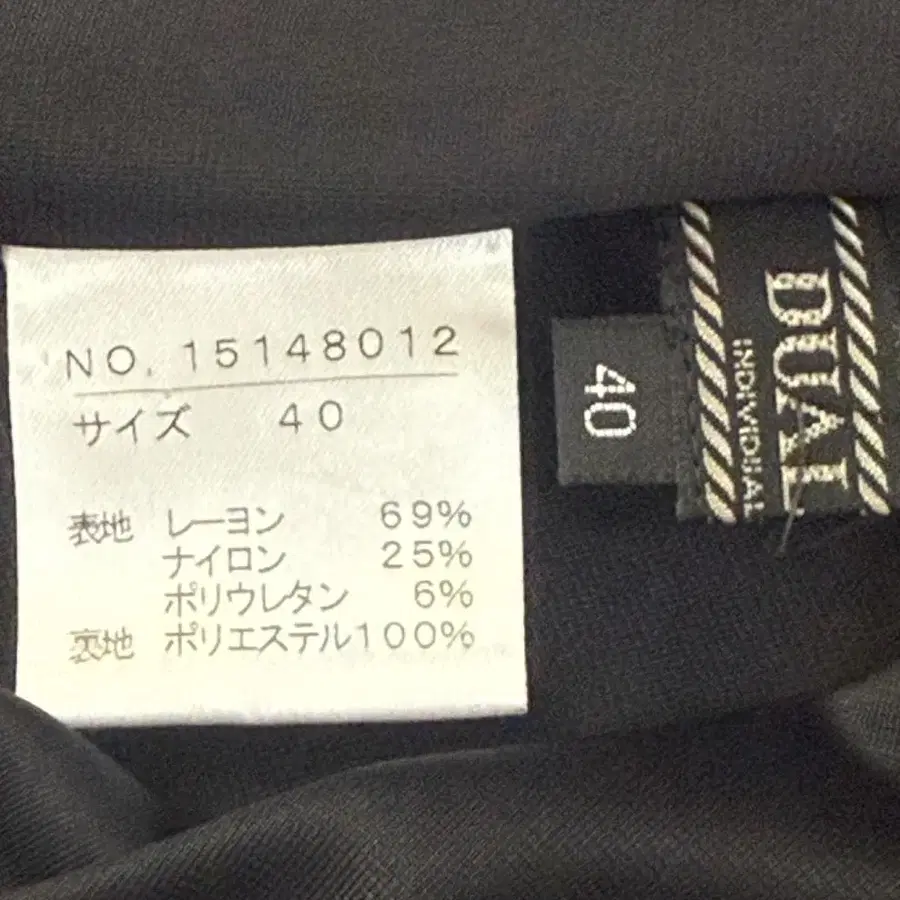 NO. 15148012
サイズ 40
表地 レーヨン 69%
ナイロン 25%
ポリウレタン 6%
裏地 ポリエステル100%
40
DUAL
INDIVIDUAL